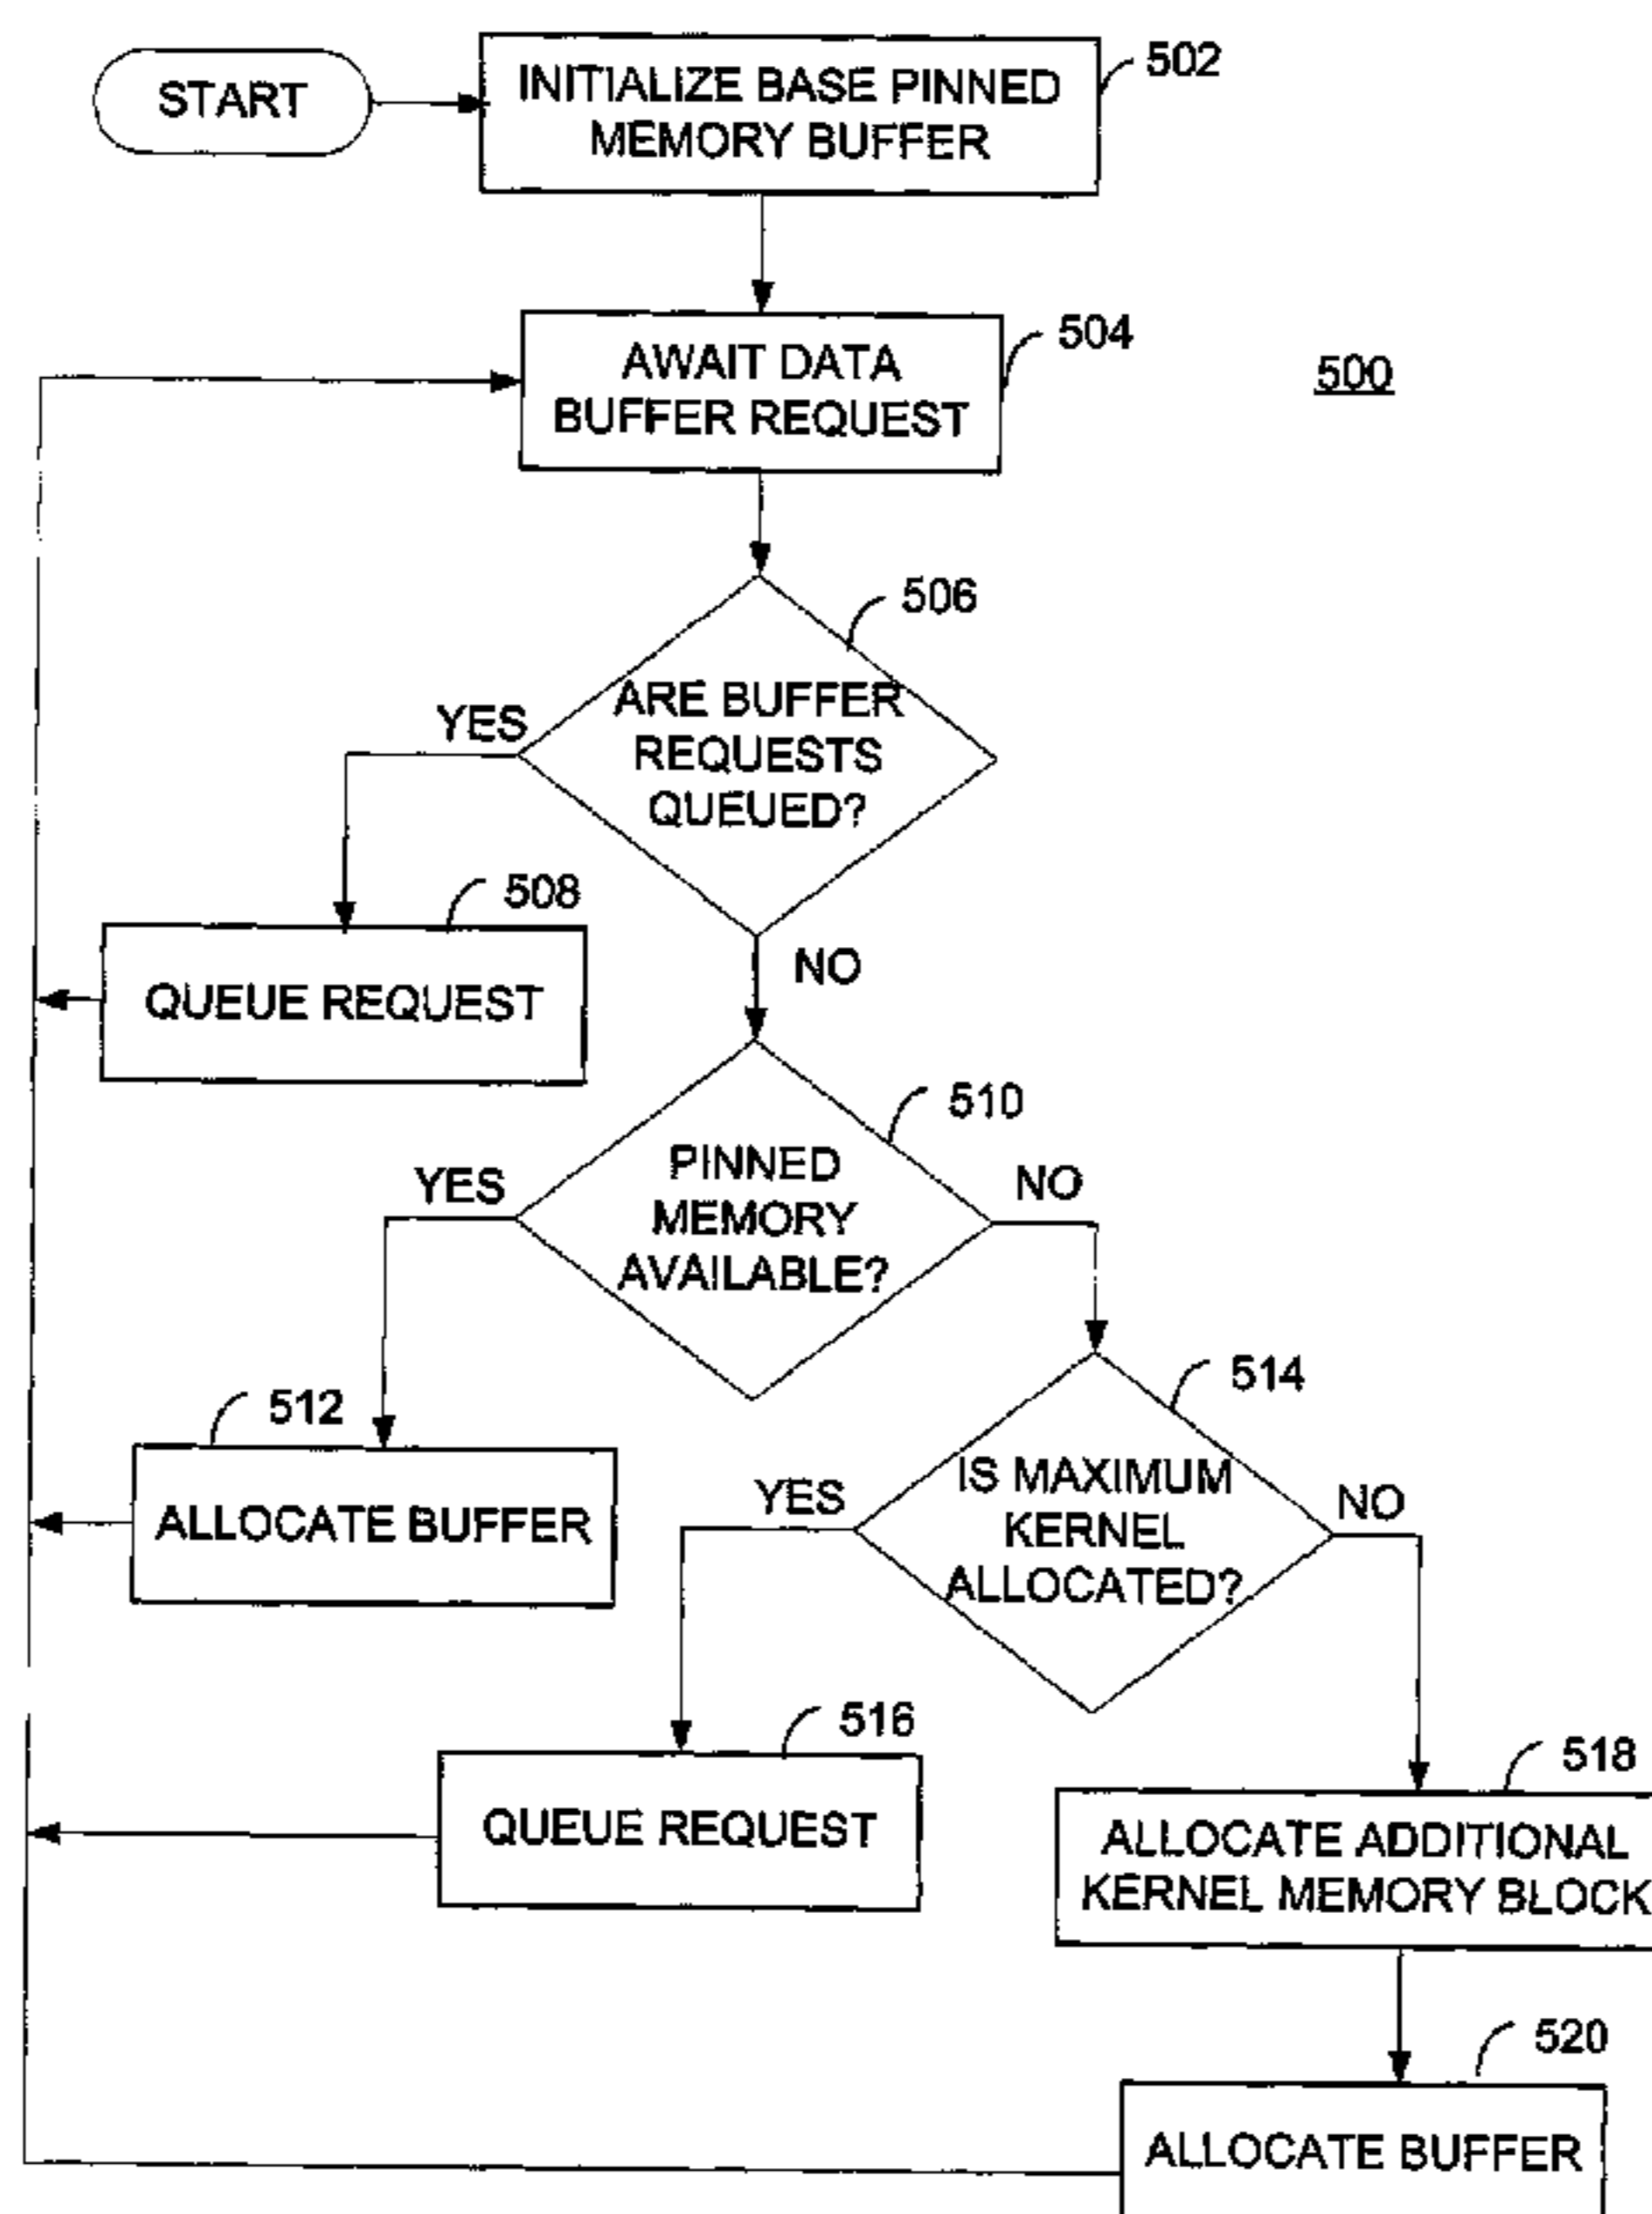 START
INITIALIZE BASE PINNED
MEMORY BUFFER
502
AWAIT DATA
BUFFER REQUEST
504
500
506
ARE BUFFER
REQUESTS
QUEUED?
YES
NO
508
QUEUE REQUEST
510
PINNED
MEMORY
AVAILABLE?
YES
NO
512
ALLOCATE BUFFER
514
IS MAXIMUM
KERNEL
ALLOCATED?
YES
NO
516
QUEUE REQUEST
518
ALLOCATE ADDITIONAL
KERNEL MEMORY BLOCK
520
ALLOCATE BUFFER